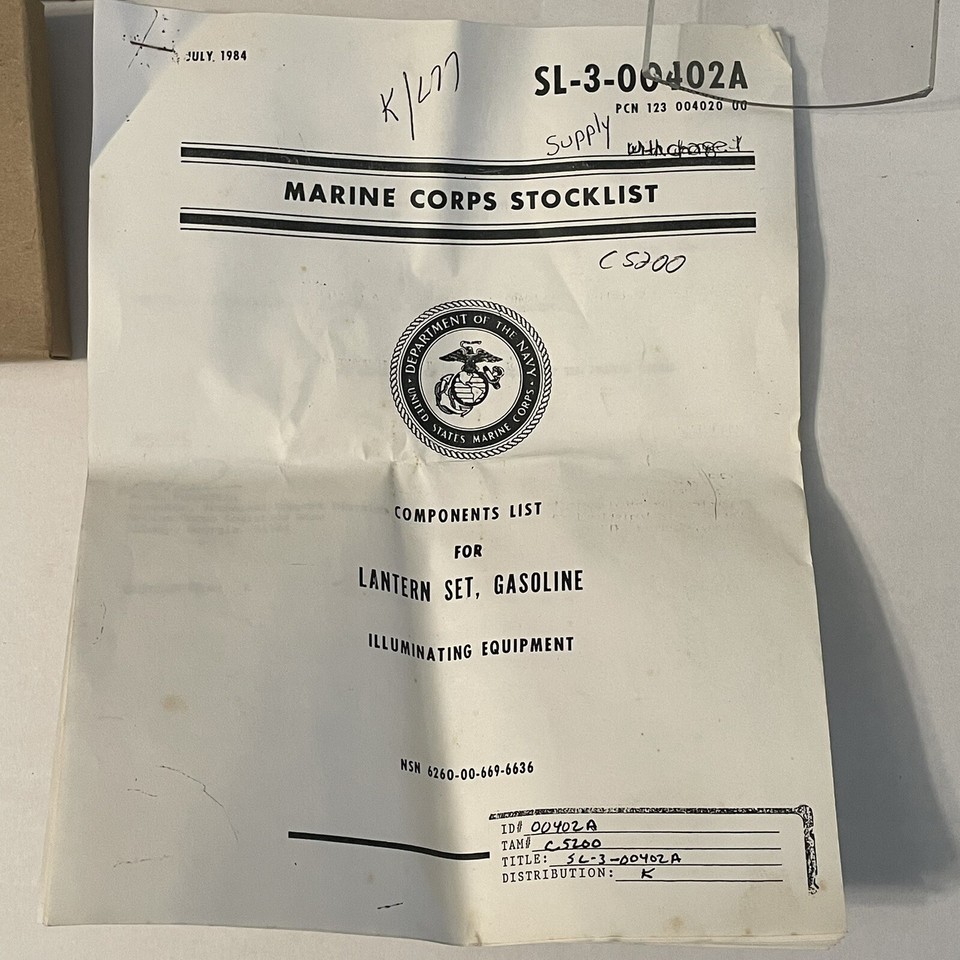 JULY, 1984
SL-3-00402A
PCN 123 004020 00
Supply
MARINE CORPS STOCKLIST
C5200
DEPARTMENT OF THE NAVY
UNITED STATES MARINE CORPS
COMPONENTS LIST
FOR
LANTERN SET, GASOLINE
ILLUMINATING EQUIPMENT
NSN 6260-00-669-6636
ID# 00402A
TAM# C5200
TITLE: SL-3-00402A
DISTRIBUTION: K